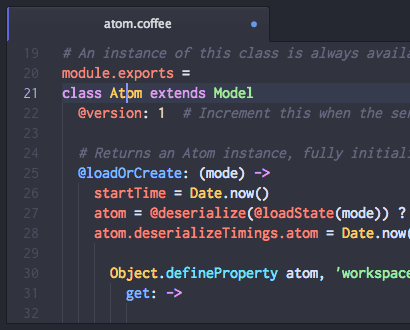 atom.coffee
19 # An instance of this class is always avail
20 module.exports =
21 class Atom extends Model
22 @version: 1 # Increment this when the se
23
24 # Returns an Atom instance, fully initiali
25 @loadOrCreate: (mode) ->
26 startTime = Date.now()
27 atom = @deserialize(@loadState(mode)) ?
28 atom.deserializeTimings.atom = Date.now(
29
30 Object.defineProperty atom, 'workspace
31 get: ->
32